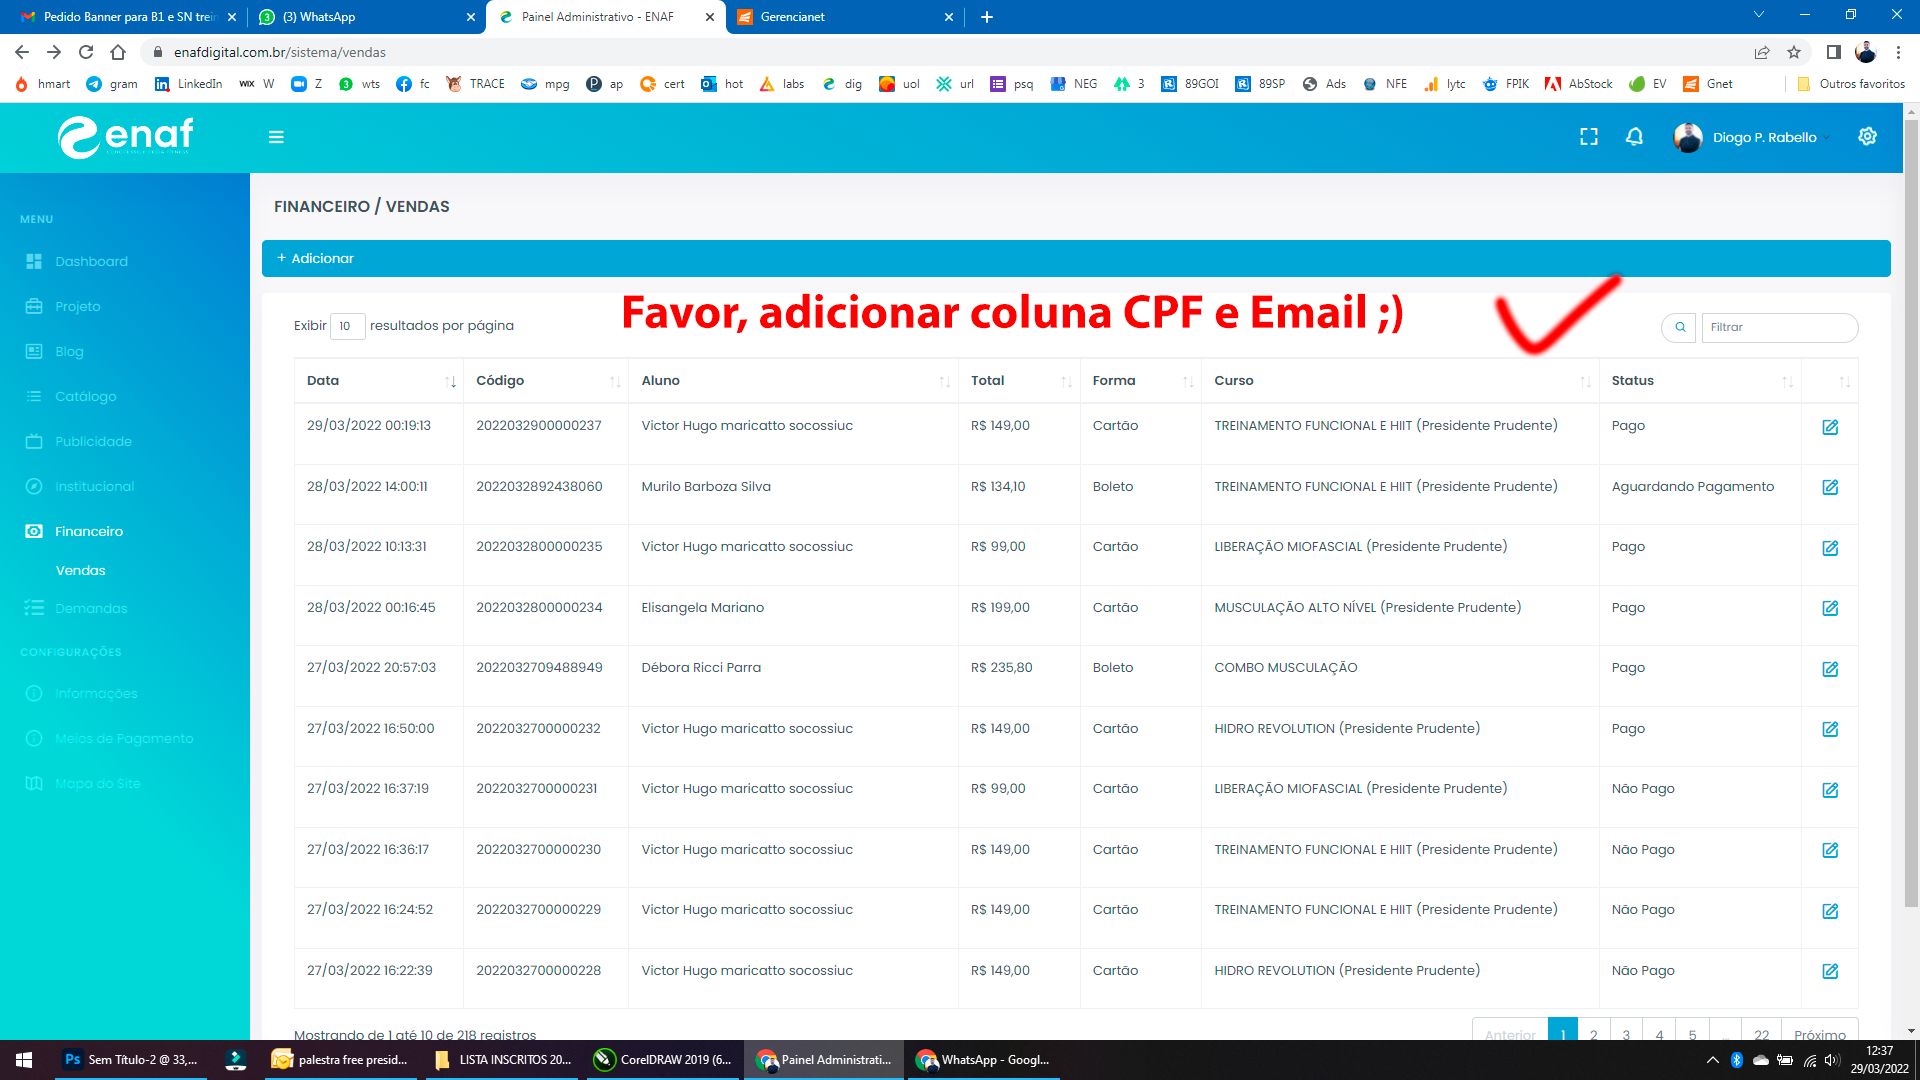 Pedido Banner para B1 e SN trein
(3) WhatsApp
Painel Administrativo - ENAF
Gerencianet
enafdigital.com.br/sistema/vendas
hmart gram LinkedIn WIX W Z 3 wts fc TRACE mpg P ap cert hot labs dig uol url psq NEG 3 89GOI 89SP Ads NFE lytc FPIK AbStock EV Gnet Outros favoritos
enaf
Diogo P. Rabello
MENU
Dashboard
Projeto
Blog
Catálogo
Publicidade
Institucional
Financeiro
Vendas
Demandas
CONFIGURAÇÕES
Informações
Meios de Pagamento
Mapa do Site
FINANCEIRO / VENDAS
+ Adicionar
Favor, adicionar coluna CPF e Email ;)
Exibir 10 resultados por página
Filtrar
Data Código Aluno Total Forma Curso Status
29/03/2022 00:19:13 2022032900000237 Victor Hugo maricatto socossiuc R$ 149,00 Cartão TREINAMENTO FUNCIONAL E HIIT (Presidente Prudente) Pago
28/03/2022 14:00:11 2022032892438060 Murilo Barboza Silva R$ 134,10 Boleto TREINAMENTO FUNCIONAL E HIIT (Presidente Prudente) Aguardando Pagamento
28/03/2022 10:13:31 2022032800000235 Victor Hugo maricatto socossiuc R$ 99,00 Cartão LIBERAÇÃO MIOFASCIAL (Presidente Prudente) Pago
28/03/2022 00:16:45 2022032800000234 Elisangela Mariano R$ 199,00 Cartão MUSCULAÇÃO ALTO NÍVEL (Presidente Prudente) Pago
27/03/2022 20:57:03 2022032709488949 Débora Ricci Parra R$ 235,80 Boleto COMBO MUSCULAÇÃO Pago
27/03/2022 16:50:00 2022032700000232 Victor Hugo maricatto socossiuc R$ 149,00 Cartão HIDRO REVOLUTION (Presidente Prudente) Pago
27/03/2022 16:37:19 2022032700000231 Victor Hugo maricatto socossiuc R$ 99,00 Cartão LIBERAÇÃO MIOFASCIAL (Presidente Prudente) Não Pago
27/03/2022 16:36:17 2022032700000230 Victor Hugo maricatto socossiuc R$ 149,00 Cartão TREINAMENTO FUNCIONAL E HIIT (Presidente Prudente) Não Pago
27/03/2022 16:24:52 2022032700000229 Victor Hugo maricatto socossiuc R$ 149,00 Cartão TREINAMENTO FUNCIONAL E HIIT (Presidente Prudente) Não Pago
27/03/2022 16:22:39 2022032700000228 Victor Hugo maricatto socossiuc R$ 149,00 Cartão HIDRO REVOLUTION (Presidente Prudente) Não Pago
Mostrando de 1 até 10 de 218 registros
Anterior 1 2 3 4 5 ... 22 Próximo
Ps Sem Título-2 @ 33,... palestra free presid... LISTA INSCRITOS 20... CorelDRAW 2019 (6... Painel Administrati... WhatsApp - Googl...
12:37
29/03/2022